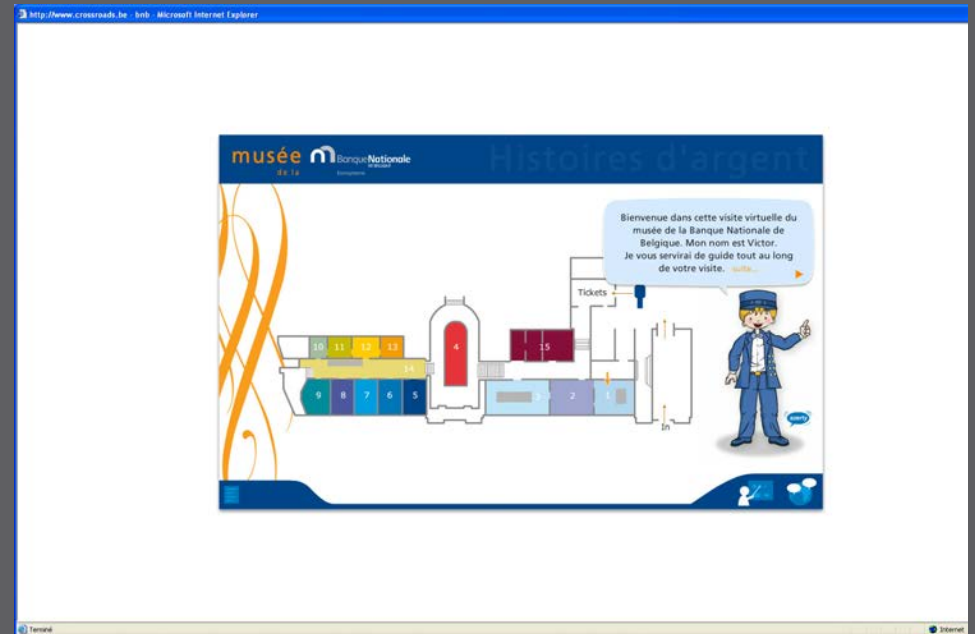 http://www.crossroads.be - bnb - Microsoft Internet Explorer
musée
de la
BanqueNationale
Histoires d'argent
Bienvenue dans cette visite virtuelle du
musée de la Banque Nationale de
Belgique. Mon nom est Victor.
Je vous servirai de guide tout au long
de votre visite. suite...
Tickets
10 11 12 13
4
15
14
9 8 7 6 5
3 2 1
In
Terminé
Internet